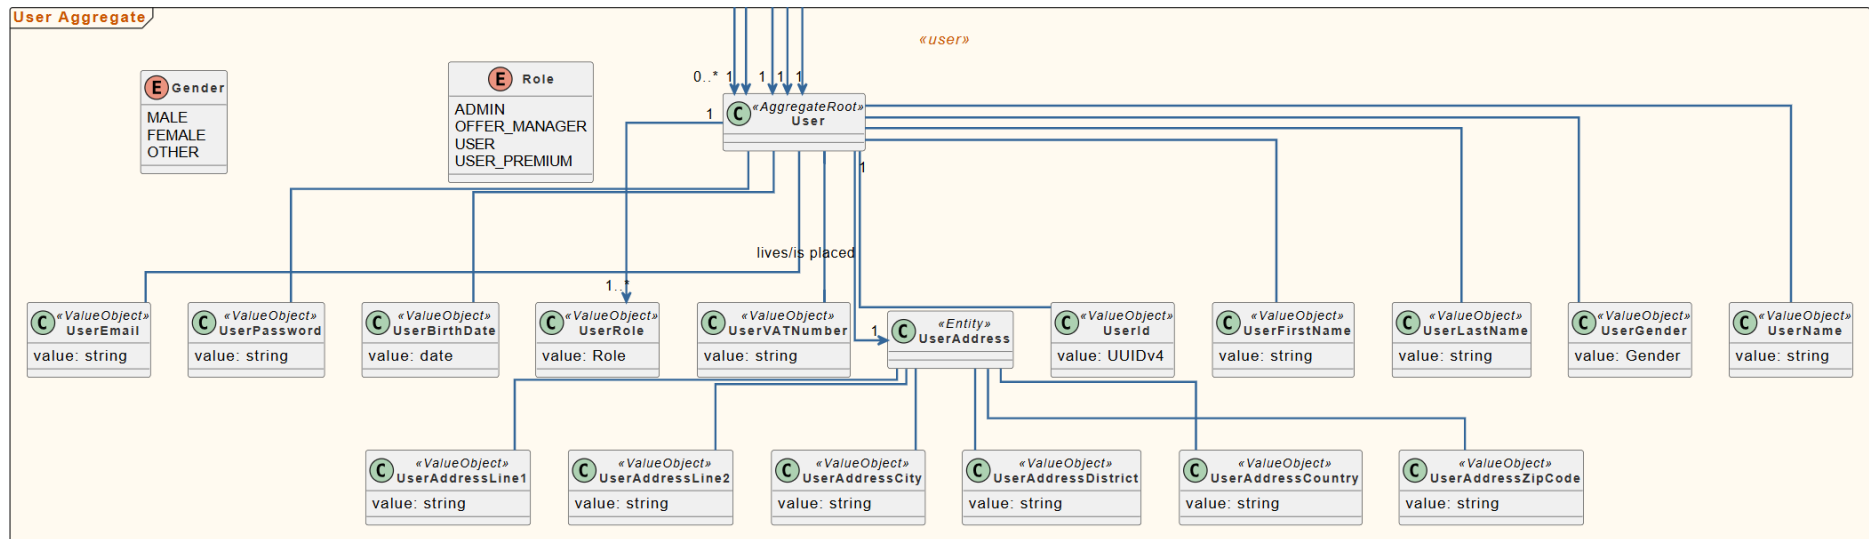 User Aggregate
«user»
E Gender
MALE
FEMALE
OTHER
E Role
ADMIN
OFFER_MANAGER
USER
USER_PREMIUM
0..* 1 1 1 1
C «AggregateRoot»
User
1
1
lives/is placed
1..*
1
C «ValueObject»
UserEmail
value: string
C «ValueObject»
UserPassword
value: string
C «ValueObject»
UserBirthDate
value: date
C «ValueObject»
UserRole
value: Role
C «ValueObject»
UserVATNumber
value: string
C «Entity»
UserAddress
C «ValueObject»
UserId
value: UUIDv4
C «ValueObject»
UserFirstName
value: string
C «ValueObject»
UserLastName
value: string
C «ValueObject»
UserGender
value: Gender
C «ValueObject»
UserName
value: string
C «ValueObject»
UserAddressLine1
value: string
C «ValueObject»
UserAddressLine2
value: string
C «ValueObject»
UserAddressCity
value: string
C «ValueObject»
UserAddressDistrict
value: string
C «ValueObject»
UserAddressCountry
value: string
C «ValueObject»
UserAddressZipCode
value: string